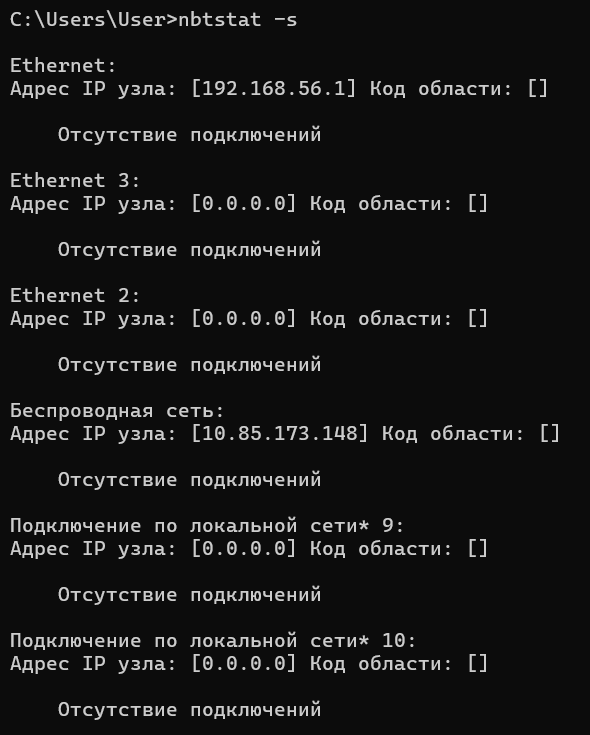 C:\Users\User>nbtstat -s
Ethernet:
Адрес IP узла: [192.168.56.1] Код области: []
Отсутствие подключений
Ethernet 3:
Адрес IP узла: [0.0.0.0] Код области: []
Отсутствие подключений
Ethernet 2:
Адрес IP узла: [0.0.0.0] Код области: []
Отсутствие подключений
Беспроводная сеть:
Адрес IP узла: [10.85.173.148] Код области: []
Отсутствие подключений
Подключение по локальной сети* 9:
Адрес IP узла: [0.0.0.0] Код области: []
Отсутствие подключений
Подключение по локальной сети* 10:
Адрес IP узла: [0.0.0.0] Код области: []
Отсутствие подключений